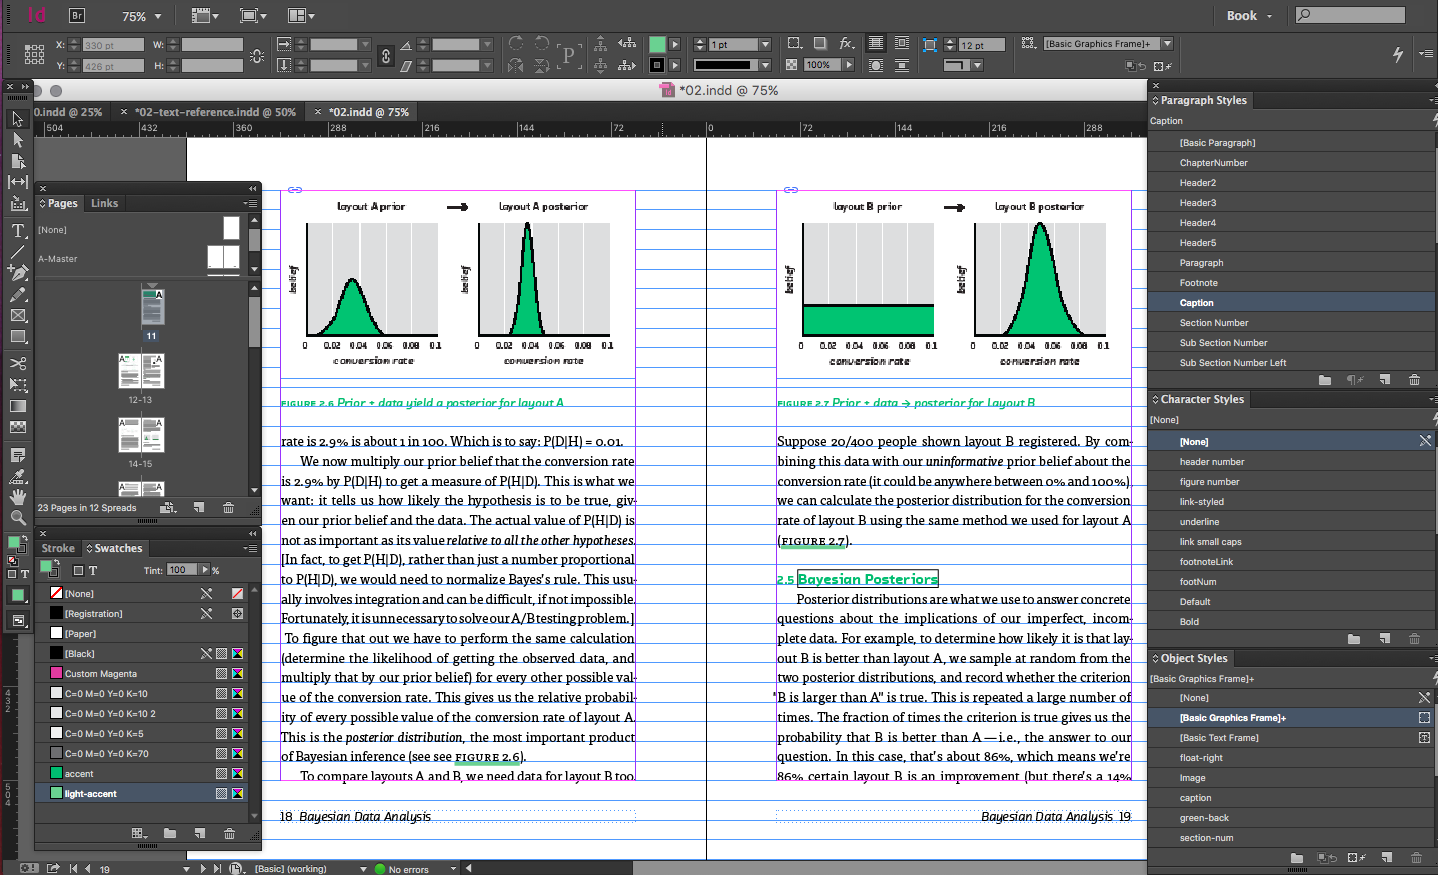 Id
Br
75%
Book
X: 330 pt
W:
1 pt
12 pt
[Basic Graphics Frame]+
Y: 426 pt
H:
100%
fx.
P
*02.indd @ 75%
0.indd @ 25%
*02-text-reference.indd @ 50%
*02.indd @ 75%
504 432 360 288 216 144 72 0 72 144 216 288
Pages
Links
[None]
A-Master
11
12-13
14-15
23 Pages in 12 Spreads
Stroke
Swatches
T
Tint: 100 %
[None]
[Registration]
[Paper]
[Black]
Custom Magenta
C=0 M=0 Y=0 K=10
C=0 M=0 Y=0 K=10 2
C=0 M=0 Y=0 K=5
C=0 M=0 Y=0 K=70
accent
light-accent
layout A prior
layout A posterior
belief
belief
0 0.02 0.04 0.06 0.08 0.1
0 0.02 0.04 0.06 0.08 0.1
conversion rate
conversion rate
FIGURE 2.6 Prior + data yield a posterior for layout A
rate is 2.9% is about 1 in 100. Which is to say: P(D|H) = 0.01.
We now multiply our prior belief that the conversion rate
is 2.9% by P(D|H) to get a measure of P(H|D). This is what we
want: it tells us how likely the hypothesis is to be true, giv-
en our prior belief and the data. The actual value of P(H|D) is
not as important as its value relative to all the other hypotheses.
[In fact, to get P(H|D), rather than just a number proportional
to P(H|D), we would need to normalize Bayes's rule. This usu-
ally involves integration and can be difficult, if not impossible.
Fortunately, it is unnecessary to solve our A/B testing problem.]
To figure that out we have to perform the same calculation
(determine the likelihood of getting the observed data, and
multiply that by our prior belief) for every other possible val-
ue of the conversion rate. This gives us the relative probabil-
ity of every possible value of the conversion rate of layout A.
This is the posterior distribution, the most important product
of Bayesian inference (see see FIGURE 2.6).
To compare layouts A and B, we need data for layout B too.
18 Bayesian Data Analysis
layout B prior
layout B posterior
belief
belief
0 0.02 0.04 0.06 0.08 0.1
0 0.02 0.04 0.06 0.08 0.1
conversion rate
conversion rate
FIGURE 2.7 Prior + data → posterior for Layout B
Suppose 20/400 people shown layout B registered. By com-
bining this data with our uninformative prior belief about the
conversion rate (it could be anywhere between 0% and 100%)
we can calculate the posterior distribution for the conversion
rate of layout B using the same method we used for layout A
(FIGURE 2.7).
2.5 Bayesian Posteriors
Posterior distributions are what we use to answer concrete
questions about the implications of our imperfect, incom-
plete data. For example, to determine how likely it is that lay-
out B is better than layout A, we sample at random from the
two posterior distributions, and record whether the criterion
"B is larger than A" is true. This is repeated a large number of
times. The fraction of times the criterion is true gives us the
probability that B is better than A — i.e., the answer to our
question. In this case, that's about 86%, which means we're
86% certain layout B is an improvement (but there's a 14%
Bayesian Data Analysis 19
Paragraph Styles
Caption
[Basic Paragraph]
ChapterNumber
Header2
Header3
Header4
Header5
Paragraph
Footnote
Caption
Section Number
Sub Section Number
Sub Section Number Left
Character Styles
[None]
[None]
header number
figure number
link-styled
underline
link small caps
footnoteLink
footNum
Default
Bold
Object Styles
[Basic Graphics Frame]+
[None]
[Basic Graphics Frame]+
[Basic Text Frame]
float-right
Image
caption
green-back
section-num
432
504
19
[Basic] (working)
No errors